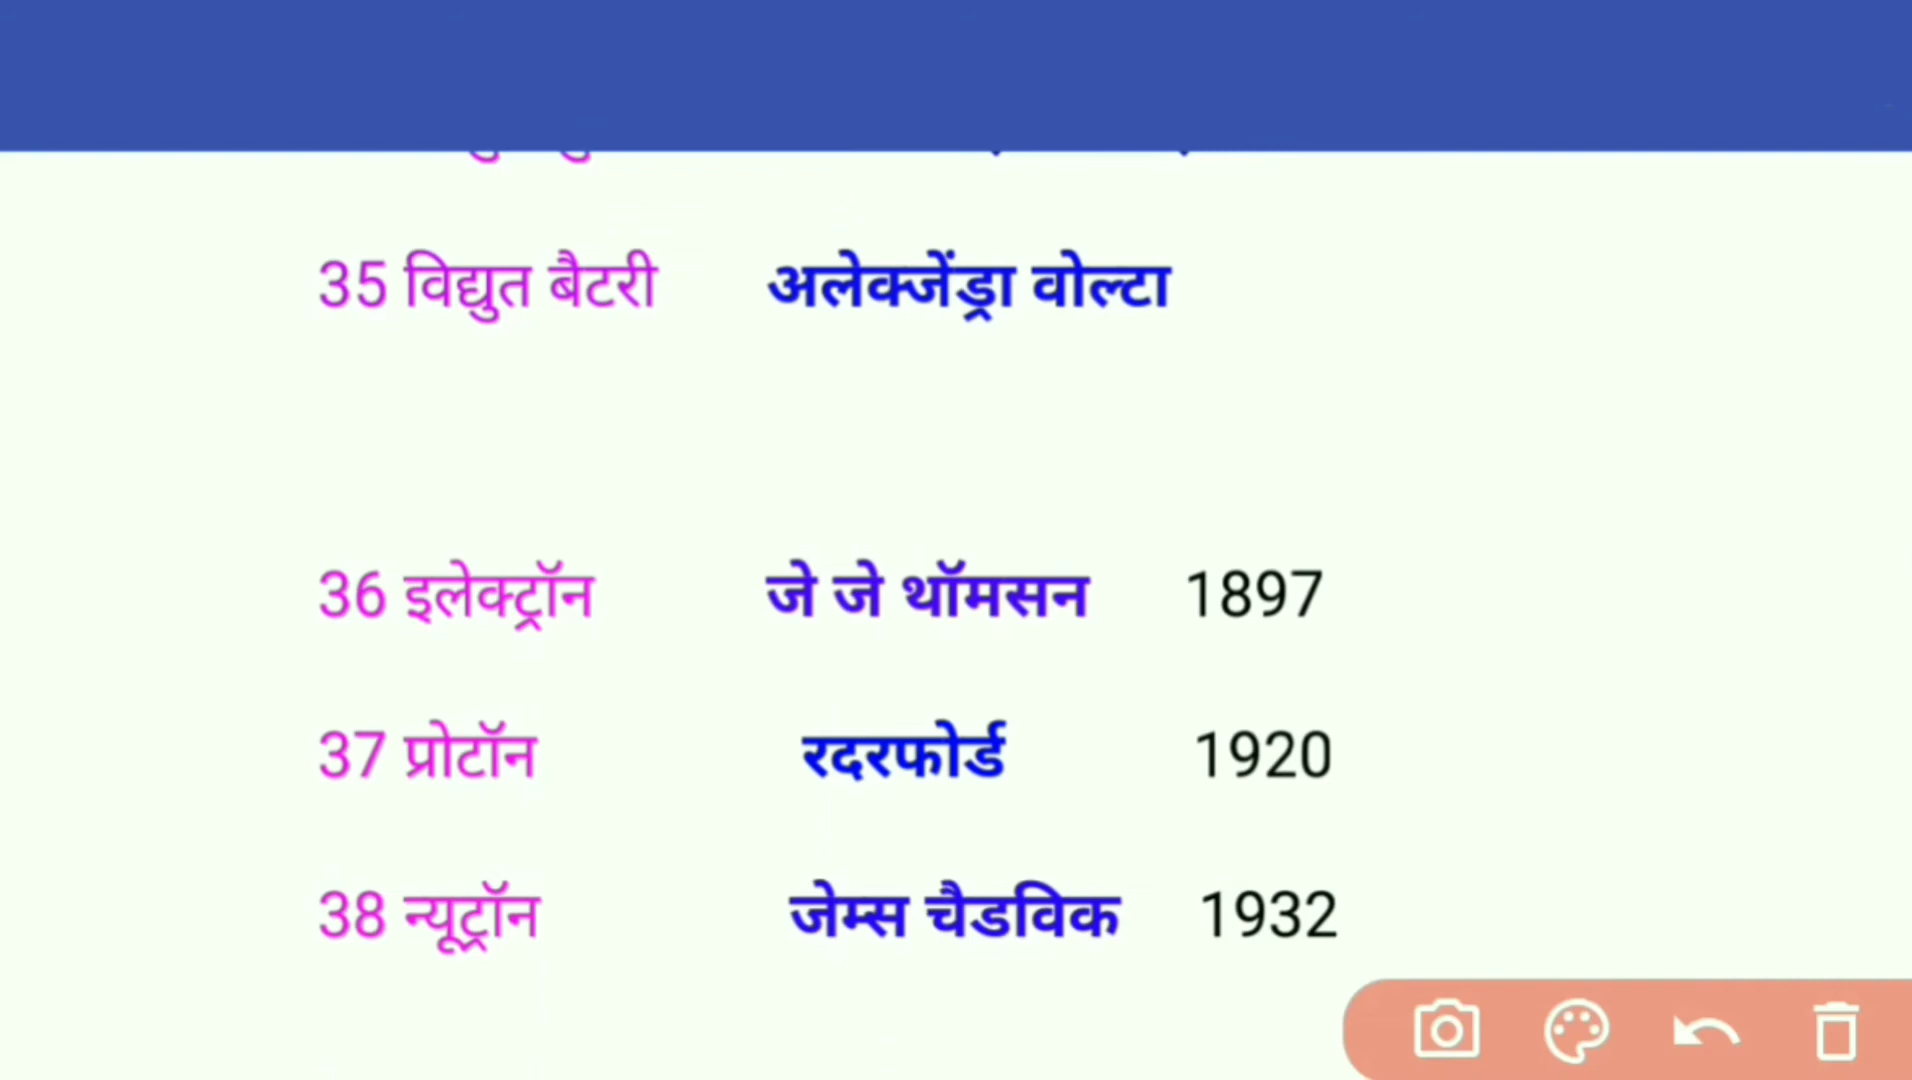 35 विद्युत बैटरी अलेक्जेंड्रा वोल्टा
36 इलेक्ट्रॉन जे जे थॉमसन 1897
37 प्रोटॉन रदरफोर्ड 1920
38 न्यूट्रॉन जेम्स चैडविक 1932